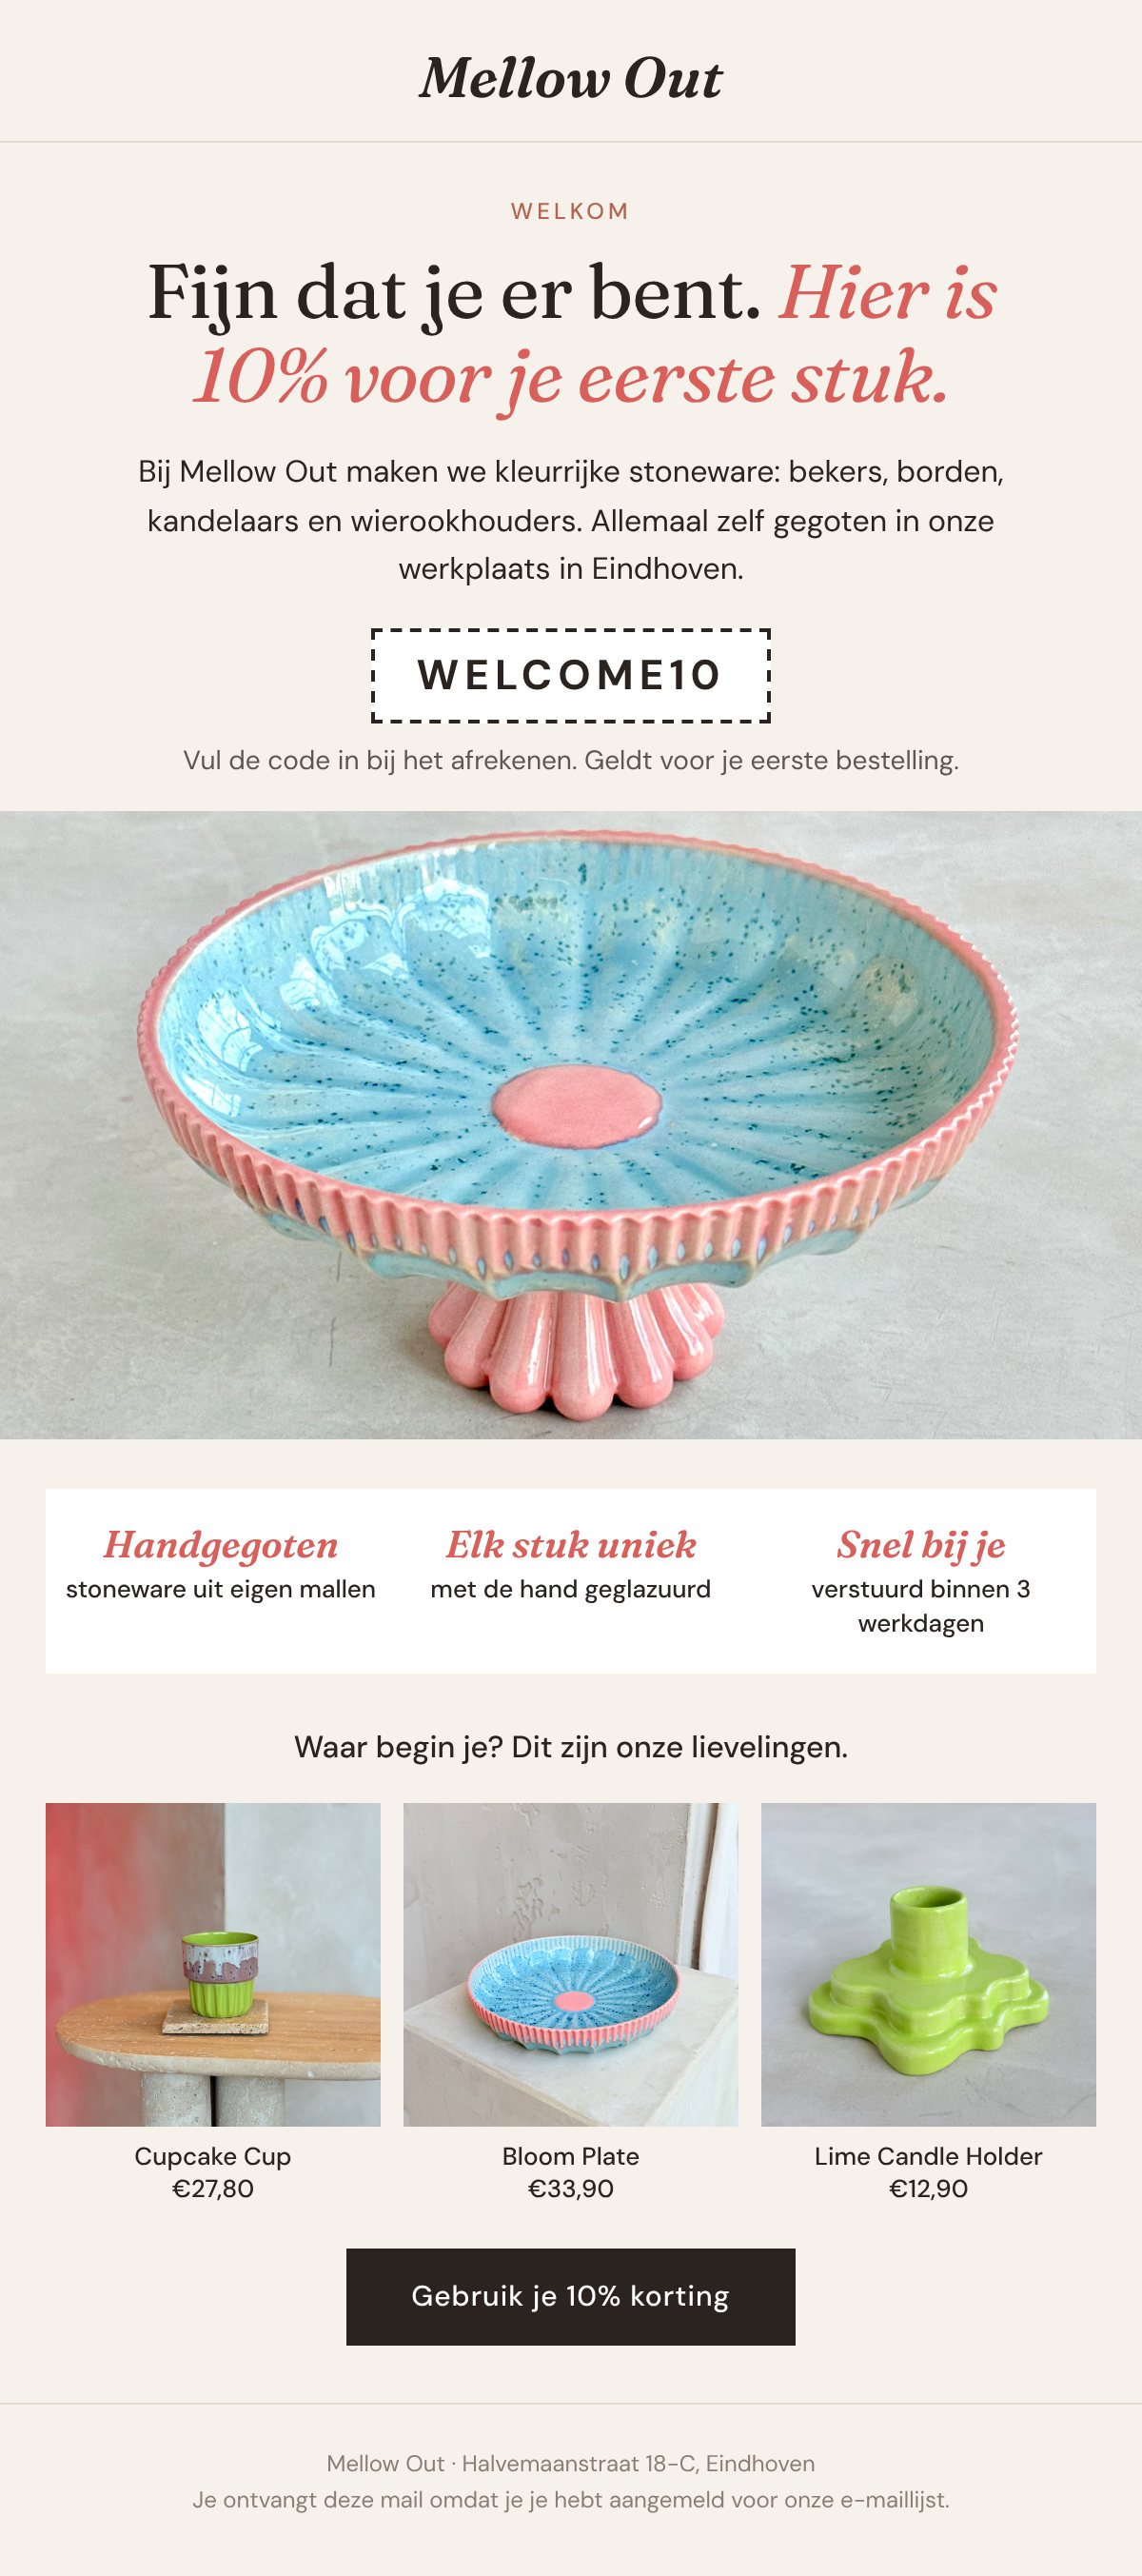 Mellow Out
WELKOM
Fijn dat je er bent. Hier is
10% voor je eerste stuk.
Bij Mellow Out maken we kleurrijke stoneware: bekers, borden,
kandelaars en wierookhouders. Allemaal zelf gegoten in onze
werkplaats in Eindhoven.
WELCOME10
Vul de code in bij het afrekenen. Geldt voor je eerste bestelling.
Handgegoten
stoneware uit eigen mallen
Elk stuk uniek
met de hand geglazuurd
Snel bij je
verstuurd binnen 3
werkdagen
Waar begin je? Dit zijn onze lievelingen.
Cupcake Cup
€27,80
Bloom Plate
€33,90
Lime Candle Holder
€12,90
Gebruik je 10% korting
Mellow Out · Halvemaanstraat 18-C, Eindhoven
Je ontvangt deze mail omdat je je hebt aangemeld voor onze e-maillijst.